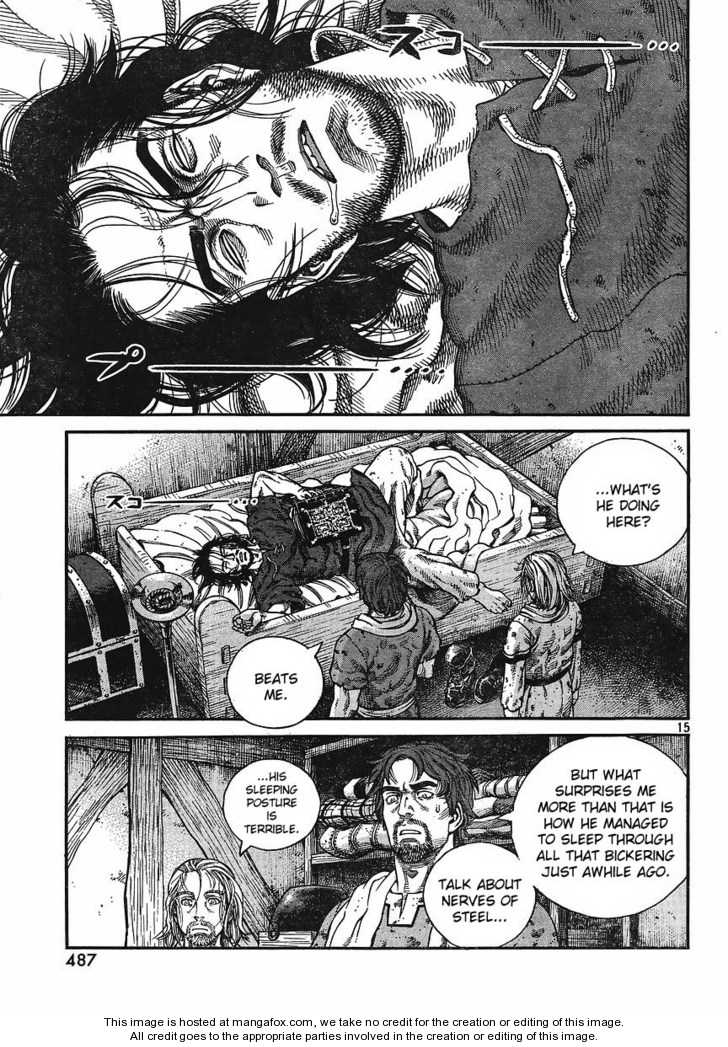 スコ
ooo
...WHAT'S
HE DOING
HERE?
スコ
BEATS
ME.
15
...HIS
SLEEPING
POSTURE
IS
TERRIBLE.
BUT WHAT
SURPRISES ME
MORE THAN THAT IS
HOW HE MANAGED
TO SLEEP THROUGH
ALL THAT BICKERING
JUST AWHILE AGO.
TALK ABOUT
NERVES OF
STEEL...
487
This image is hosted at mangafox.com, we take no credit for the creation or editing of this image.
All credit goes to the appropriate parties involved in the creation or editing of this image.